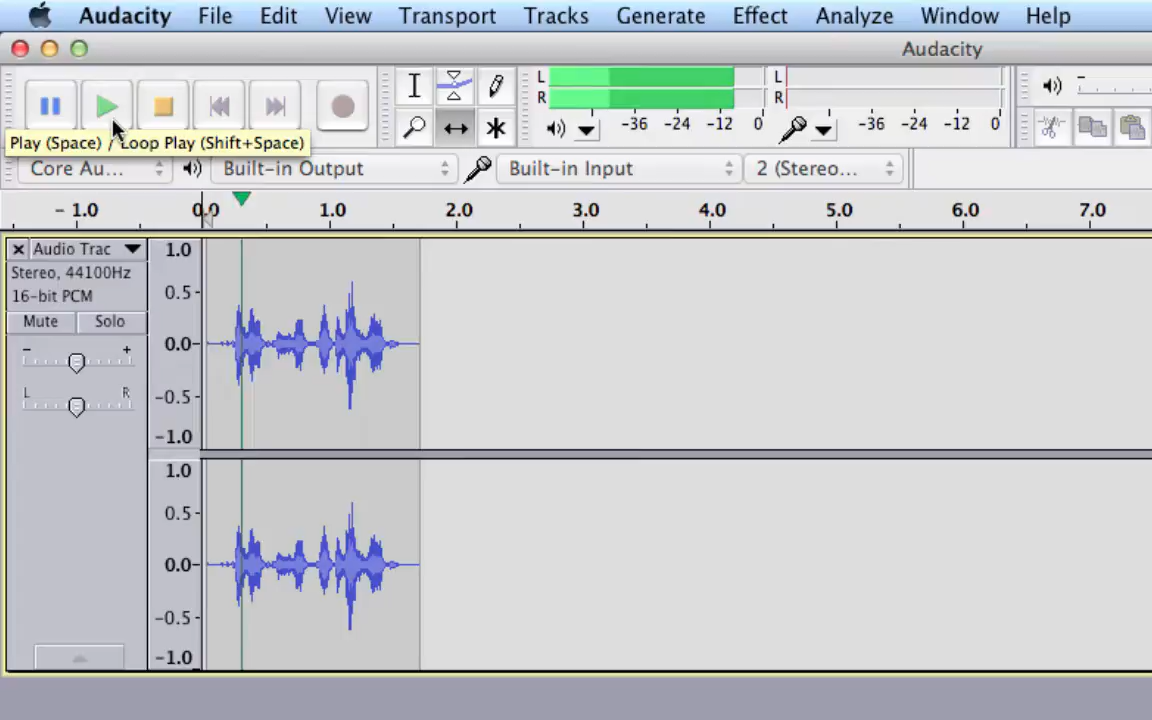 Audacity File Edit View Transport Tracks Generate Effect Analyze Window Help
Audacity
L
R
-36 -24 -12 0
L
R
-36 -24 -12 0
Play (Space) / Loop Play (Shift+Space)
Core Au... Built-in Output Built-in Input 2 (Stereo...
- 1.0 0.0 1.0 2.0 3.0 4.0 5.0 6.0 7.0
Audio Trac
Stereo, 44100Hz
16-bit PCM
Mute Solo
- +
L R
1.0
0.5-
0.0-
-0.5-
-1.0
1.0
0.5-
0.0-
-0.5-
-1.0